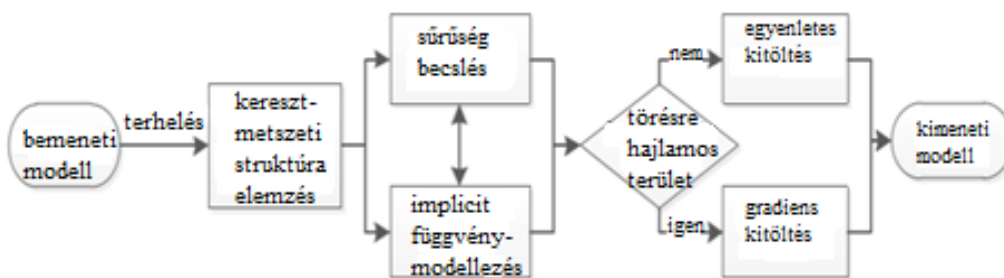 bemeneti
modell
terhelés
kereszt-
metszeti
struktúra
elemzés
sűrűség
becslés
implicit
függvény-
modellezés
törésre
hajlamos
terület
nem
igen
egyenletes
kitöltés
gradiens
kitöltés
kimeneti
modell